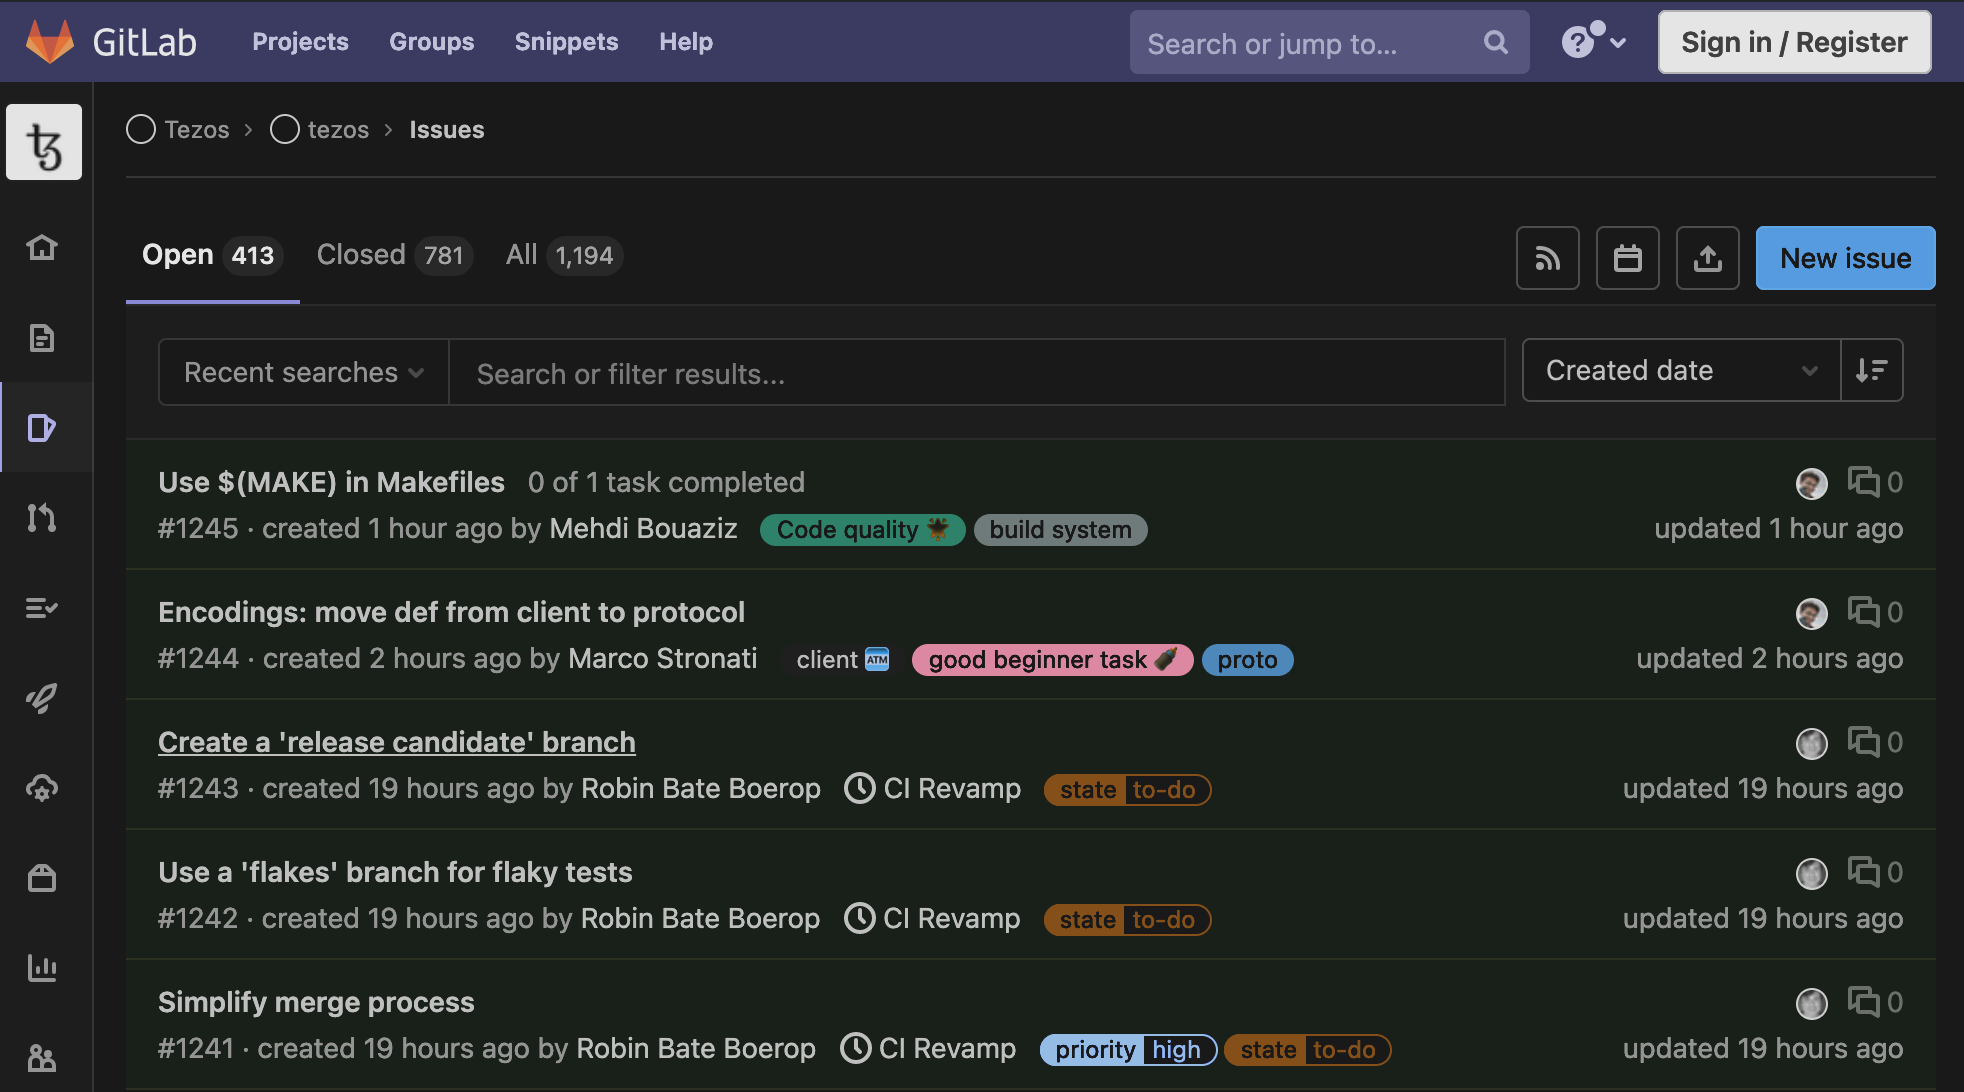 GitLab Projects Groups Snippets Help Search or jump to... ? Sign in / Register
Tezos > tezos > Issues
Open 413 Closed 781 All 1,194 New issue
Recent searches Search or filter results... Created date
Use $(MAKE) in Makefiles 0 of 1 task completed 0
#1245 · created 1 hour ago by Mehdi Bouaziz Code quality build system updated 1 hour ago
Encodings: move def from client to protocol 0
#1244 · created 2 hours ago by Marco Stronati client ATM good beginner task proto updated 2 hours ago
Create a 'release candidate' branch 0
#1243 · created 19 hours ago by Robin Bate Boerop CI Revamp state to-do updated 19 hours ago
Use a 'flakes' branch for flaky tests 0
#1242 · created 19 hours ago by Robin Bate Boerop CI Revamp state to-do updated 19 hours ago
Simplify merge process 0
#1241 · created 19 hours ago by Robin Bate Boerop CI Revamp priority high state to-do updated 19 hours ago